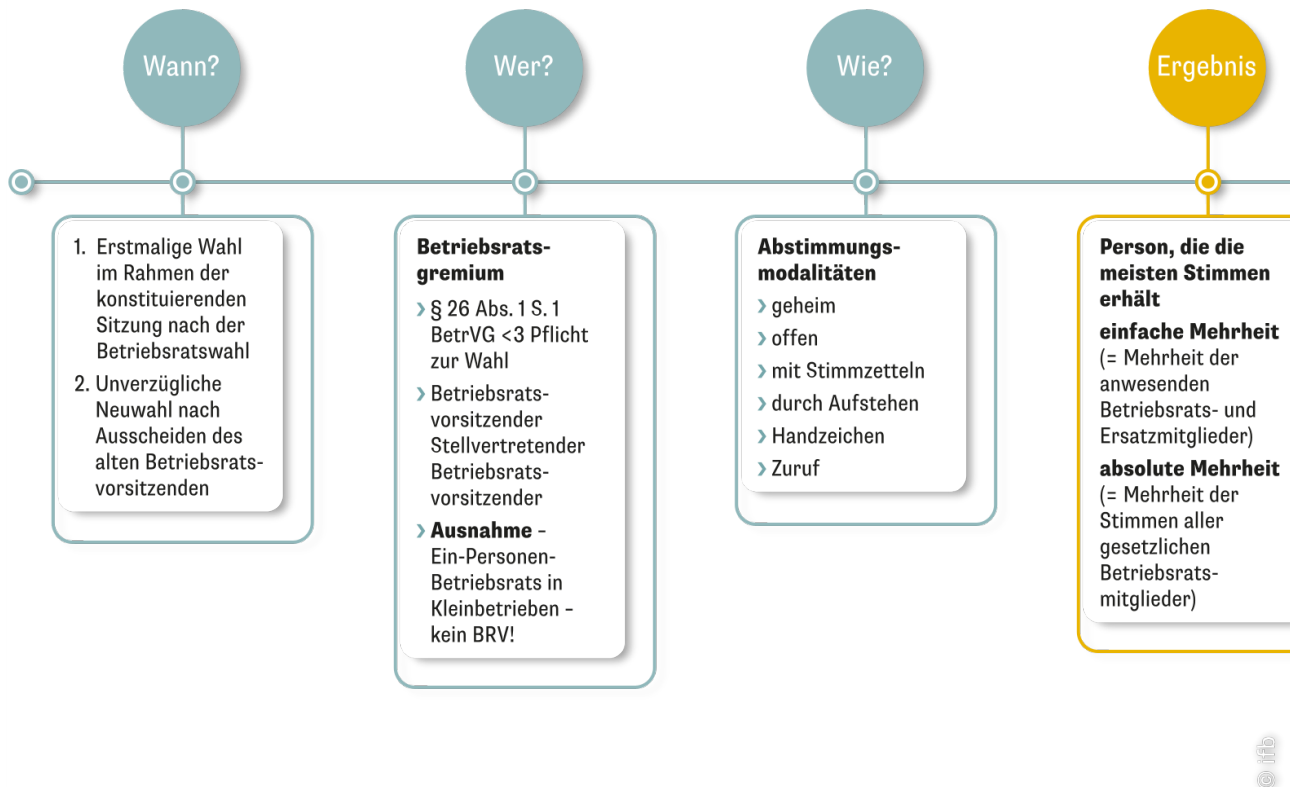 Wann?
1. Erstmalige Wahl
im Rahmen der
konstituierenden
Sitzung nach der
Betriebsratswahl
2. Unverzügliche
Neuwahl nach
Ausscheiden des
alten Betriebsrats-
vorsitzenden
Wer?
Betriebsrats-
gremium
› § 26 Abs. 1 S. 1
BetrVG <3 Pflicht
zur Wahl
› Betriebsrats-
vorsitzender
Stellvertretender
Betriebsrats-
vorsitzender
› Ausnahme –
Ein-Personen-
Betriebsrats in
Kleinbetrieben –
kein BRV!
Wie?
Abstimmungs-
modalitäten
› geheim
› offen
› mit Stimmzetteln
› durch Aufstehen
› Handzeichen
› Zuruf
Ergebnis
Person, die die
meisten Stimmen
erhält
einfache Mehrheit
(= Mehrheit der
anwesenden
Betriebsrats- und
Ersatzmitglieder)
absolute Mehrheit
(= Mehrheit der
Stimmen aller
gesetzlichen
Betriebsrats-
mitglieder)
© ifb